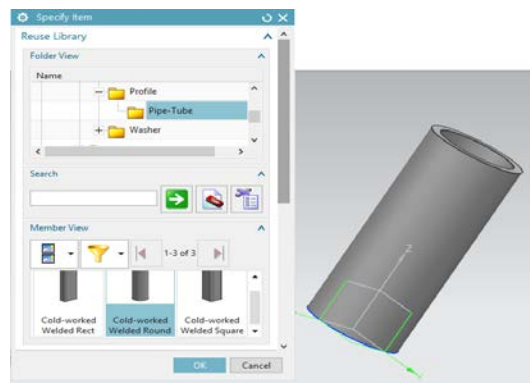 Specify Item
Reuse Library
Folder View
Name
Profile
Pipe-Tube
Washer
Search
Member View
1-3 of 3
Cold-worked Cold-worked Cold-worked
Welded Rect Welded Round Welded Square
OK Cancel
Z